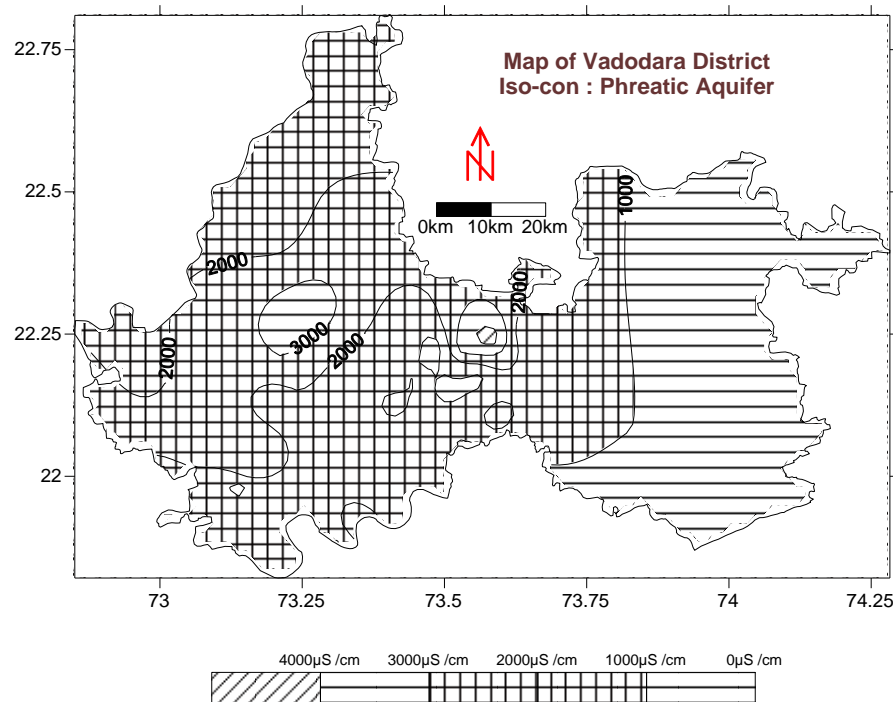 Map of Vadodara District
Iso-con : Phreatic Aquifer
22.75
22.5
22.25
22
N
0km 10km 20km
1000
2000
2000
3000
2000
2000
73 73.25 73.5 73.75 74 74.25
4000µS /cm 3000µS /cm 2000µS /cm 1000µS /cm 0µS /cm